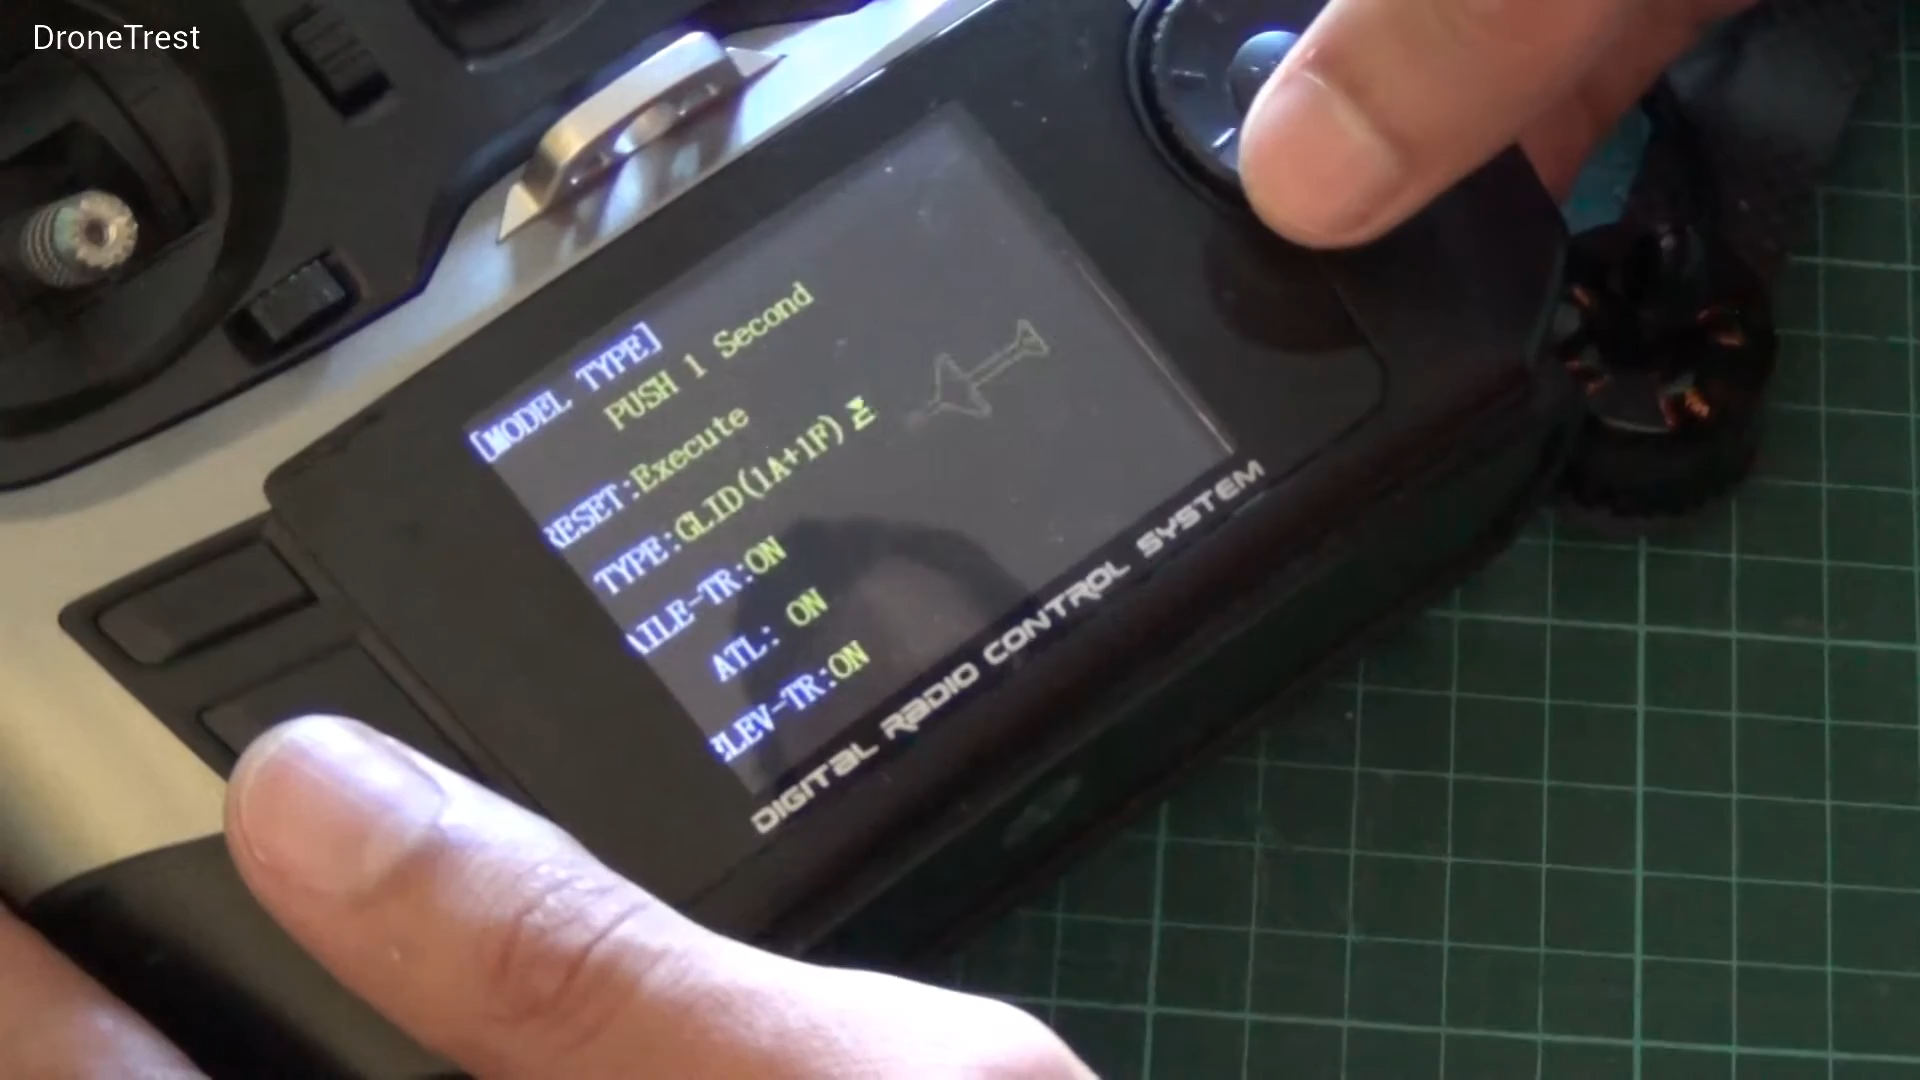 DroneTrest
[MODEL TYPE]
PUSH 1 Second
RESET:Execute
TYPE:GLID(1A+1F)
AILE-TR:ON
ATL: ON
ELEV-TR:ON
DIGITAL RADIO CONTROL SYSTEM